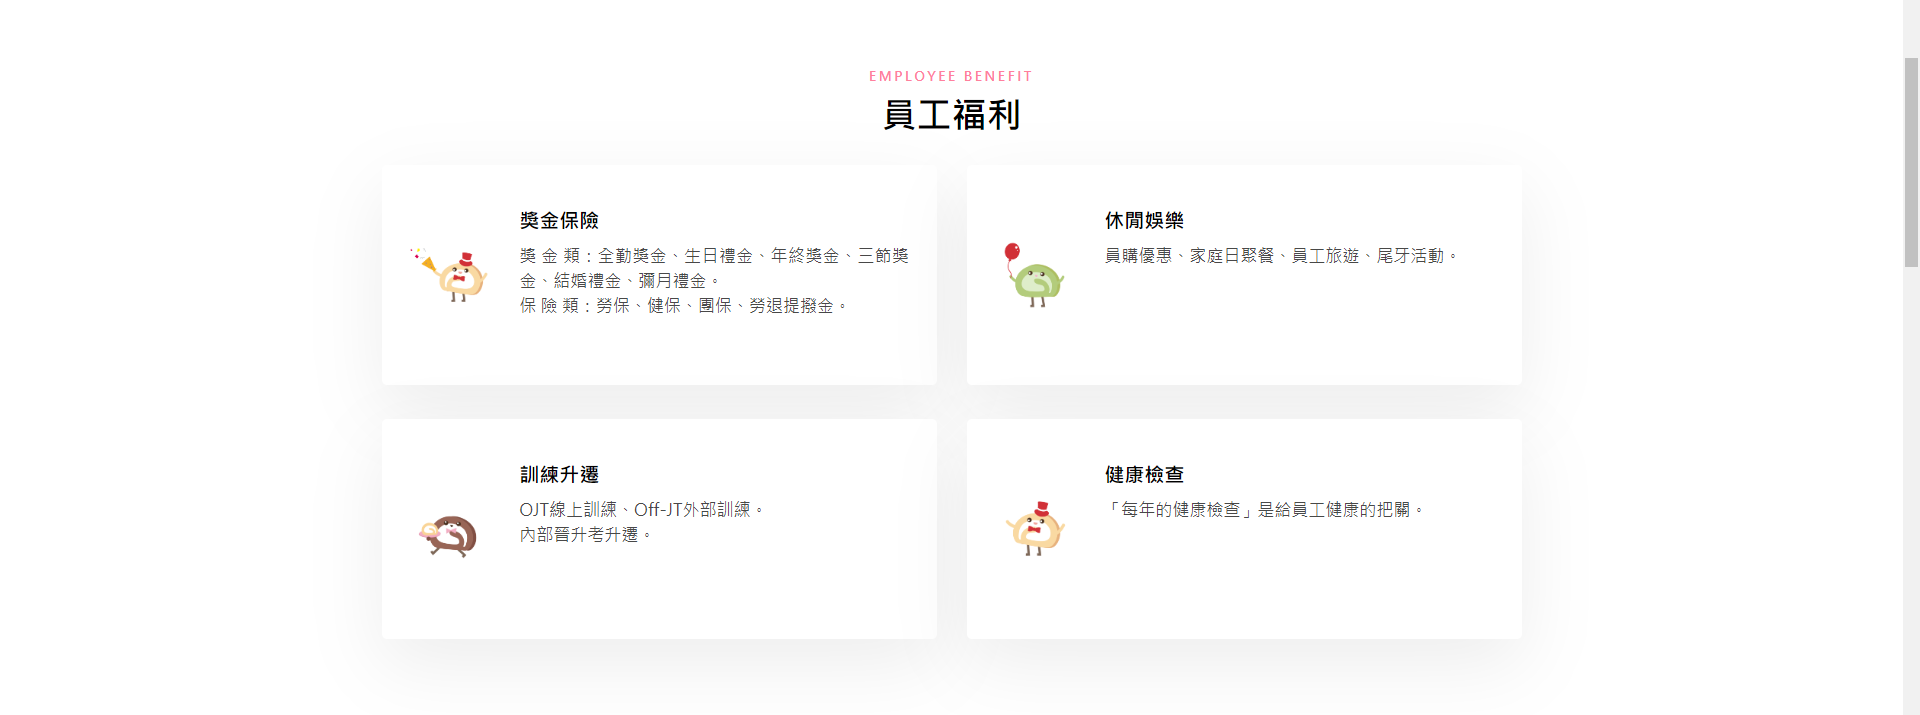 EMPLOYEE BENEFIT
員工福利
獎金保險
獎 金 類：全勤獎金、生日禮金、年終獎金、三節獎
金、結婚禮金、彌月禮金。
保 險 類：勞保、健保、團保、勞退提撥金。
休閒娛樂
員購優惠、家庭日聚餐、員工旅遊、尾牙活動。
訓練升遷
OJT線上訓練、Off-JT外部訓練。
內部晉升考升遷。
健康檢查
「每年的健康檢查」是給員工健康的把關。